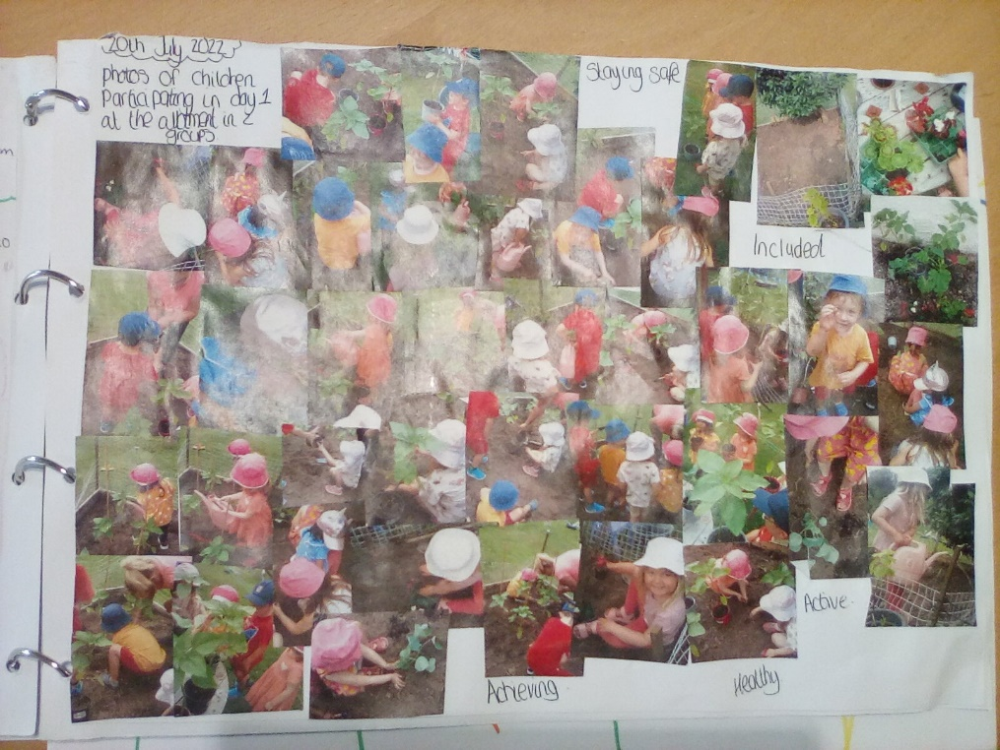 20th July 2022
photos of children
Participating in day 1
at the allotment in 2
groups
Staying safe
Included
Active.
Achieving
Healthy